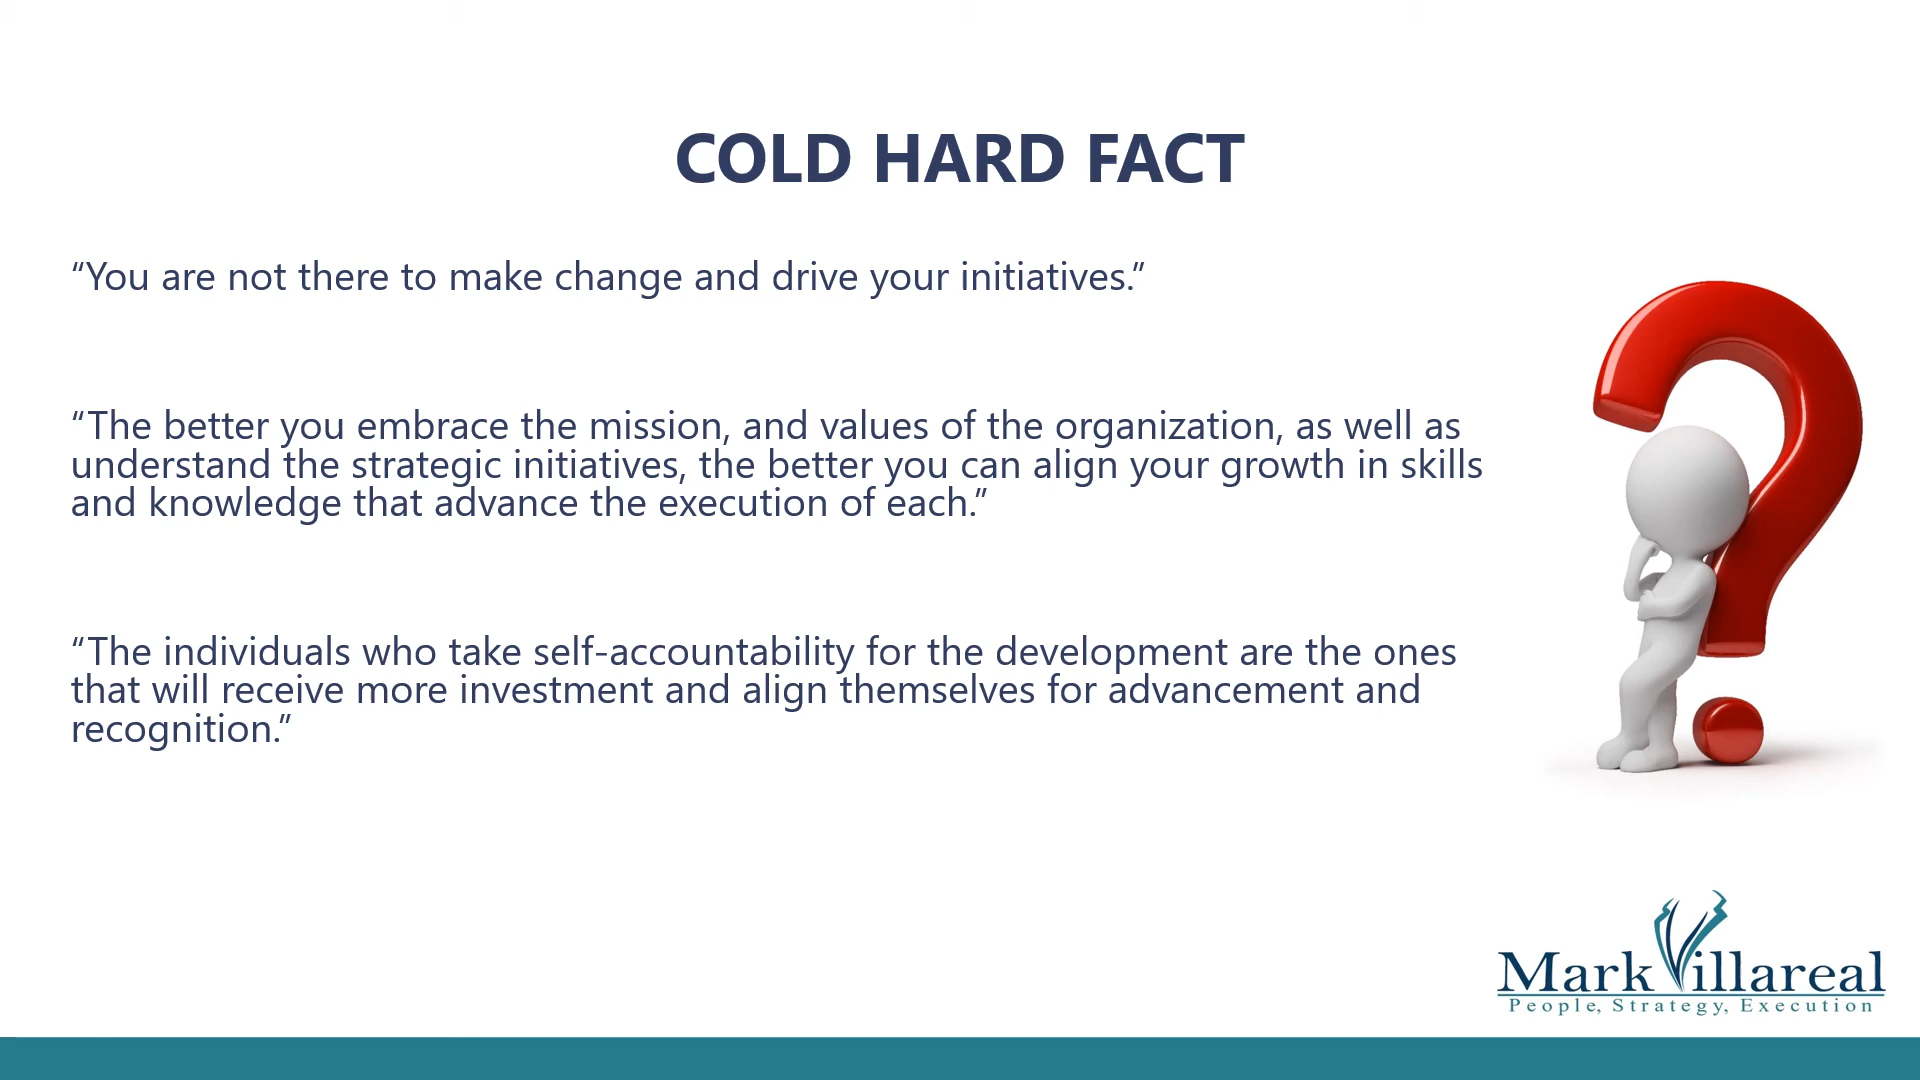 COLD HARD FACT
“You are not there to make change and drive your initiatives.”
“The better you embrace the mission, and values of the organization, as well as
understand the strategic initiatives, the better you can align your growth in skills
and knowledge that advance the execution of each.”
“The individuals who take self-accountability for the development are the ones
that will receive more investment and align themselves for advancement and
recognition.”
Mark Villareal
People, Strategy, Execution